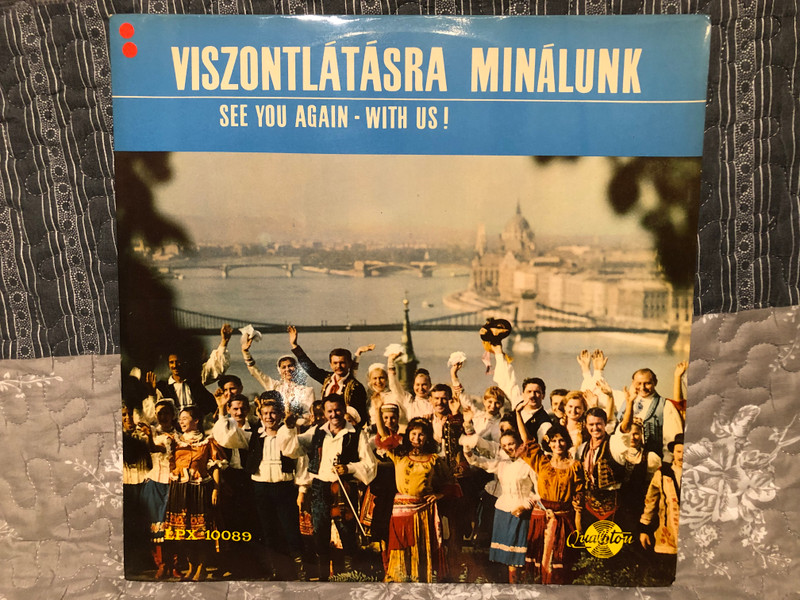 VISZONTLÁTÁSRA MINÁLUNK
SEE YOU AGAIN - WITH US!
LPX 10089
Qualiton